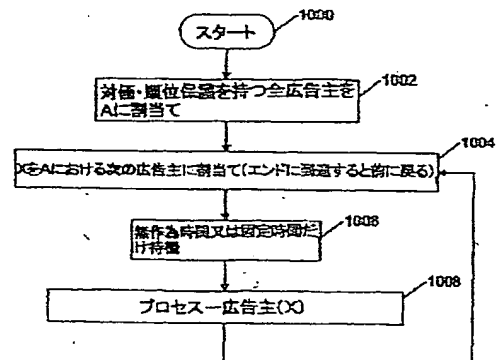 1000
スタート
1002
対価・順位保護を持つ全広告主を
Aに割当て
1004
XをAにおける次の広告主に割当て(エンドに到達すると前に戻る)
1006
無作為時間又は固定時間だ
け待機
1008
プロセス一広告主(X)